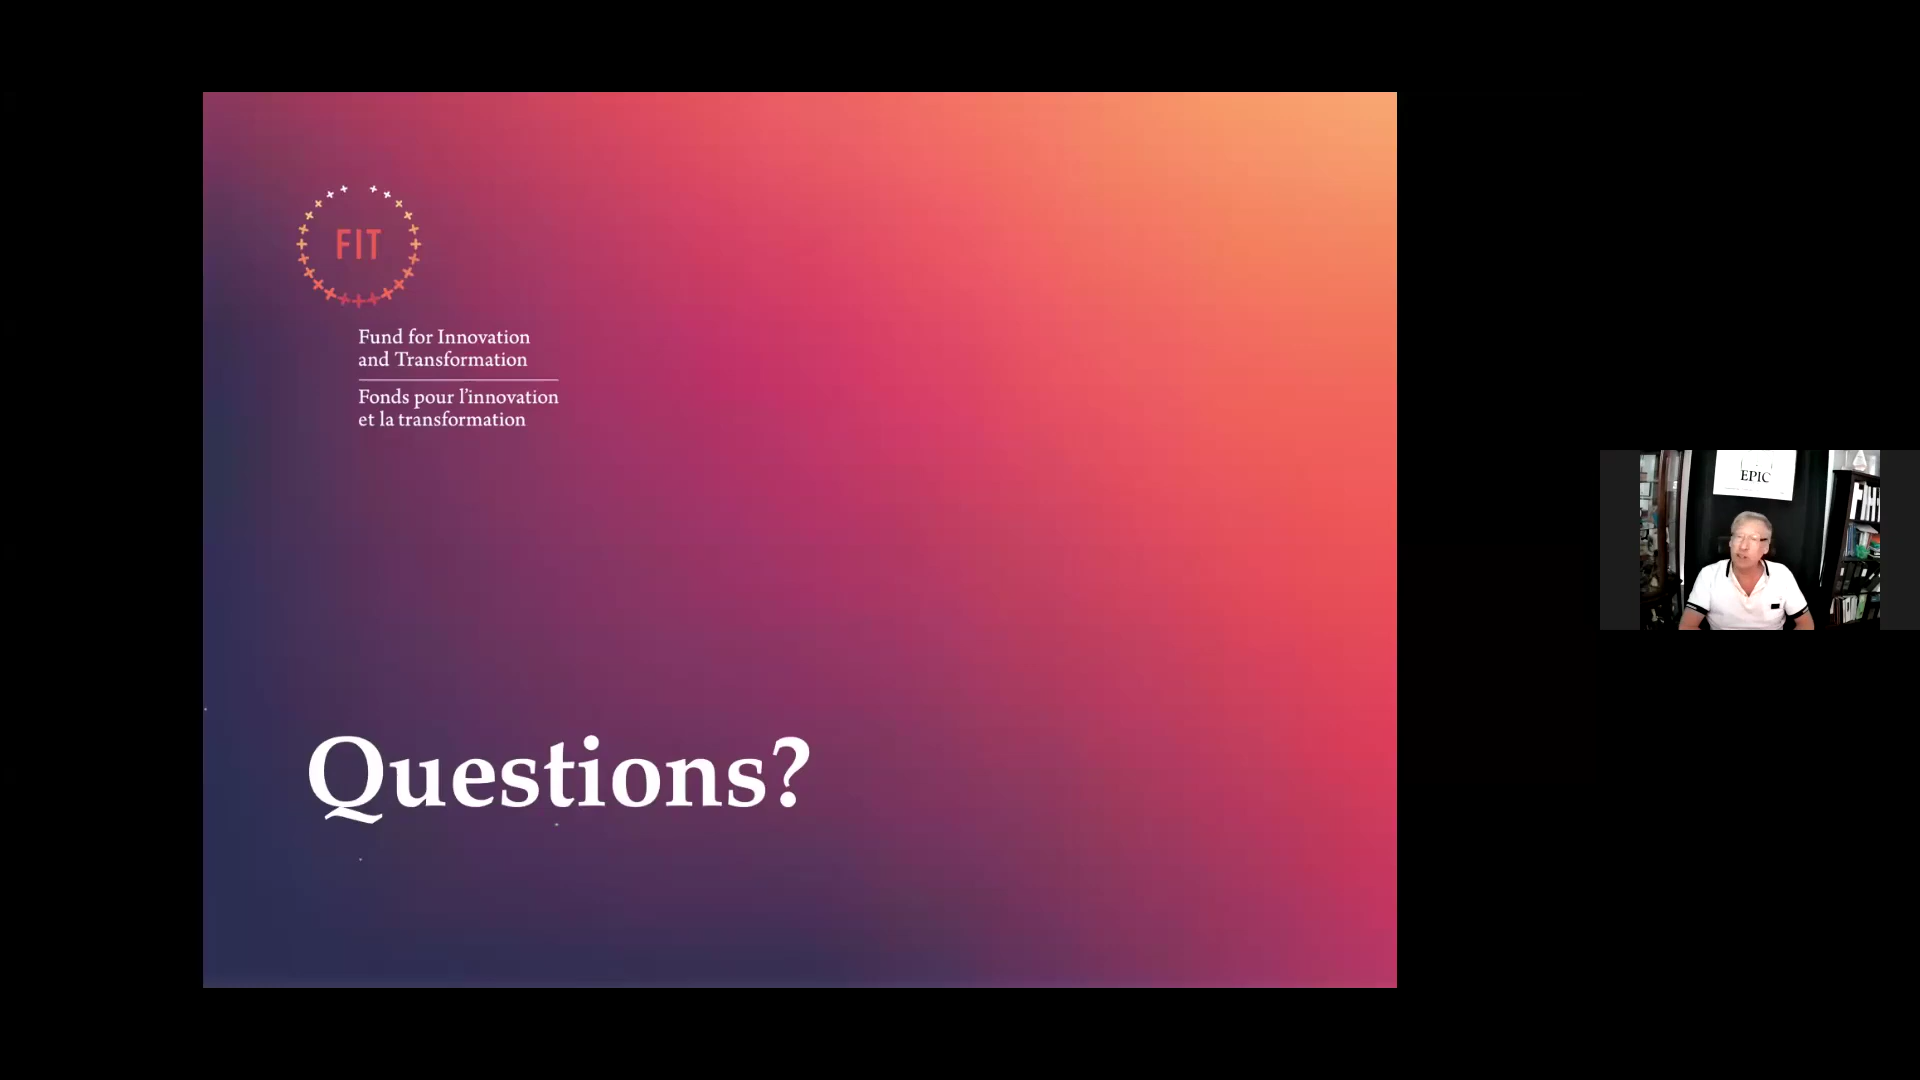 FIT
Fund for Innovation
and Transformation
Fonds pour l'innovation
et la transformation
Questions?
EPIC